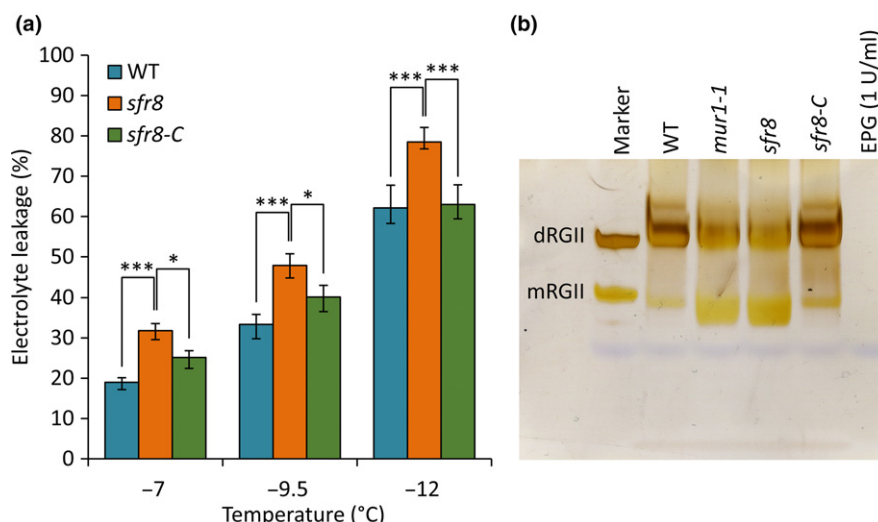 (a)
100
90
80
70
60
50
40
30
20
10
0
Electrolyte leakage (%)
WT
sfr8
sfr8-C
*** *
*** *
*** ***
−7 −9.5 −12
Temperature (°C)
(b)
Marker
WT
mur1-1
sfr8
sfr8-C
EPG (1 U/ml)
dRGII
mRGII